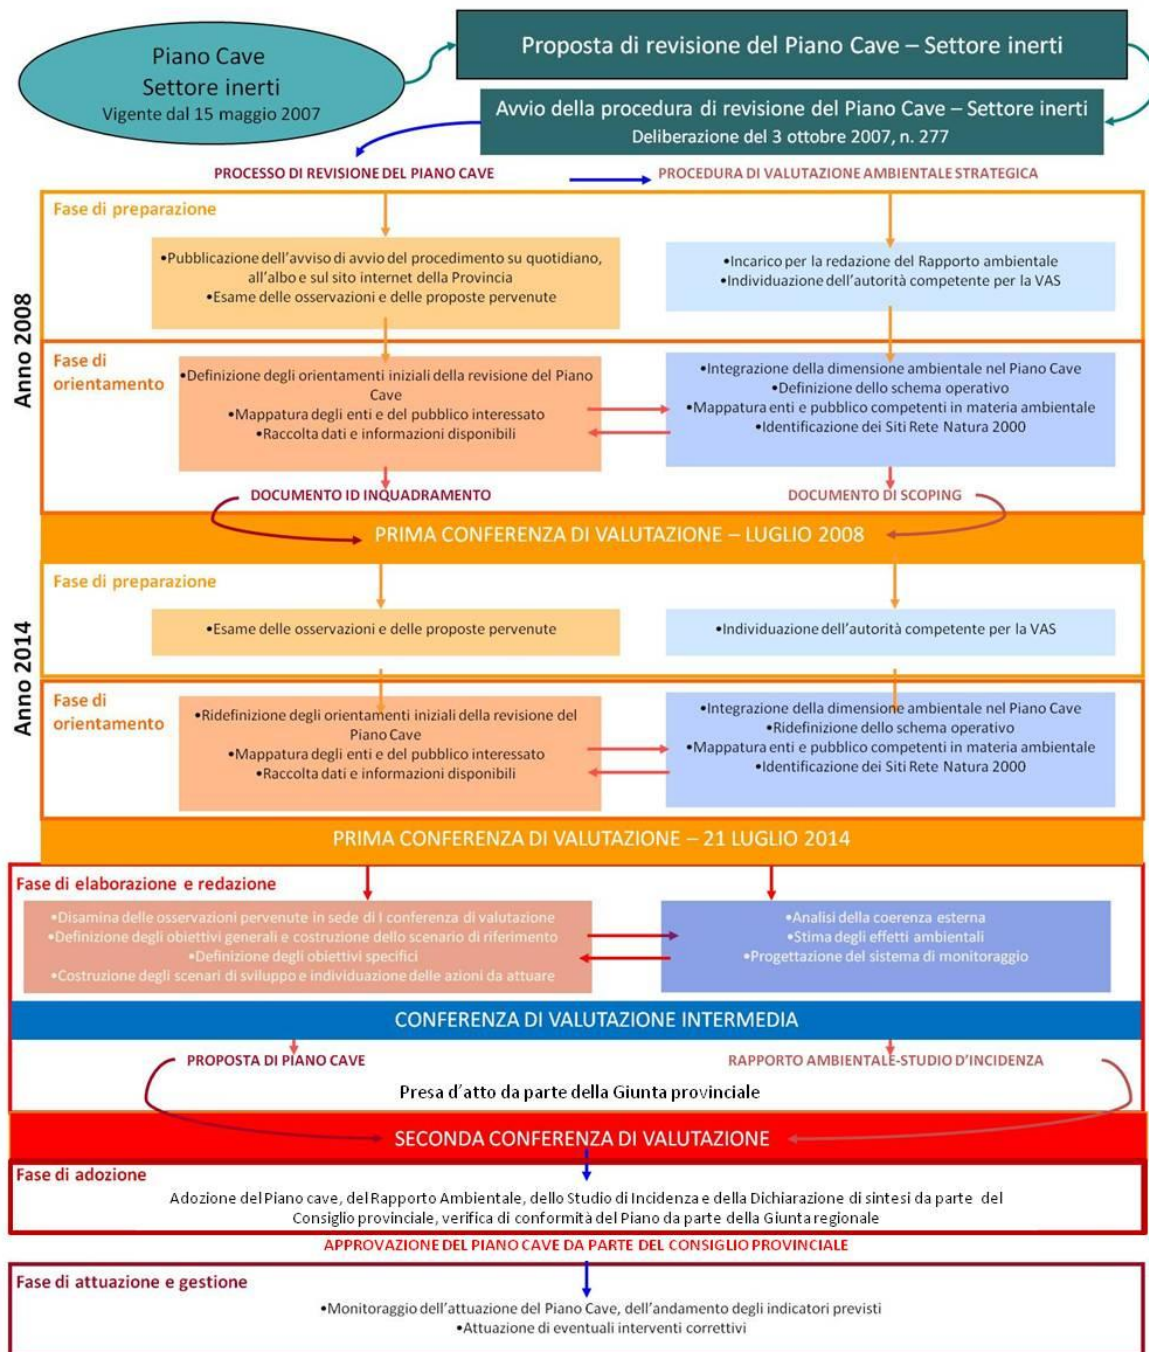 Piano Cave
Settore inerti
Vigente dal 15 maggio 2007
Proposta di revisione del Piano Cave – Settore inerti
Avvio della procedura di revisione del Piano Cave – Settore inerti
Deliberazione del 3 ottobre 2007, n. 277
PROCESSO DI REVISIONE DEL PIANO CAVE
PROCEDURA DI VALUTAZIONE AMBIENTALE STRATEGICA
Anno 2008
Fase di preparazione
•Pubblicazione dell'avviso di avvio del procedimento su quotidiano,
all'albo e sul sito internet della Provincia
•Esame delle osservazioni e delle proposte pervenute
•Incarico per la redazione del Rapporto ambientale
•Individuazione dell'autorità competente per la VAS
Fase di
orientamento
•Definizione degli orientamenti iniziali della revisione del Piano
Cave
•Mappatura degli enti e del pubblico interessato
•Raccolta dati e informazioni disponibili
•Integrazione della dimensione ambientale nel Piano Cave
•Definizione dello schema operativo
•Mappatura enti e pubblico competenti in materia ambientale
•Identificazione dei Siti Rete Natura 2000
DOCUMENTO ID INQUADRAMENTO
DOCUMENTO DI SCOPING
PRIMA CONFERENZA DI VALUTAZIONE – LUGLIO 2008
Anno 2014
Fase di preparazione
•Esame delle osservazioni e delle proposte pervenute
•Individuazione dell'autorità competente per la VAS
Fase di
orientamento
•Ridefinizione degli orientamenti iniziali della revisione del
Piano Cave
•Mappatura degli enti e del pubblico interessato
•Raccolta dati e informazioni disponibili
•Integrazione della dimensione ambientale nel Piano Cave
•Ridefinizione dello schema operativo
•Mappatura enti e pubblico competenti in materia ambientale
•Identificazione dei Siti Rete Natura 2000
PRIMA CONFERENZA DI VALUTAZIONE – 21 LUGLIO 2014
Fase di elaborazione e redazione
•Disamina delle osservazioni pervenute in sede di I conferenza di valutazione
•Definizione degli obiettivi generali e costruzione dello scenario di riferimento
•Definizione degli obiettivi specifici
•Costruzione degli scenari di sviluppo e individuazione delle azioni da attuare
•Analisi della coerenza esterna
•Stima degli effetti ambientali
•Progettazione del sistema di monitoraggio
CONFERENZA DI VALUTAZIONE INTERMEDIA
PROPOSTA DI PIANO CAVE
RAPPORTO AMBIENTALE-STUDIO D'INCIDENZA
Presa d'atto da parte della Giunta provinciale
SECONDA CONFERENZA DI VALUTAZIONE
Fase di adozione
Adozione del Piano cave, del Rapporto Ambientale, dello Studio di Incidenza e della Dichiarazione di sintesi da parte del
Consiglio provinciale, verifica di conformità del Piano da parte della Giunta regionale
APPROVAZIONE DEL PIANO CAVE DA PARTE DEL CONSIGLIO PROVINCIALE
Fase di attuazione e gestione
•Monitoraggio dell'attuazione del Piano Cave, dell'andamento degli indicatori previsti
•Attuazione di eventuali interventi correttivi